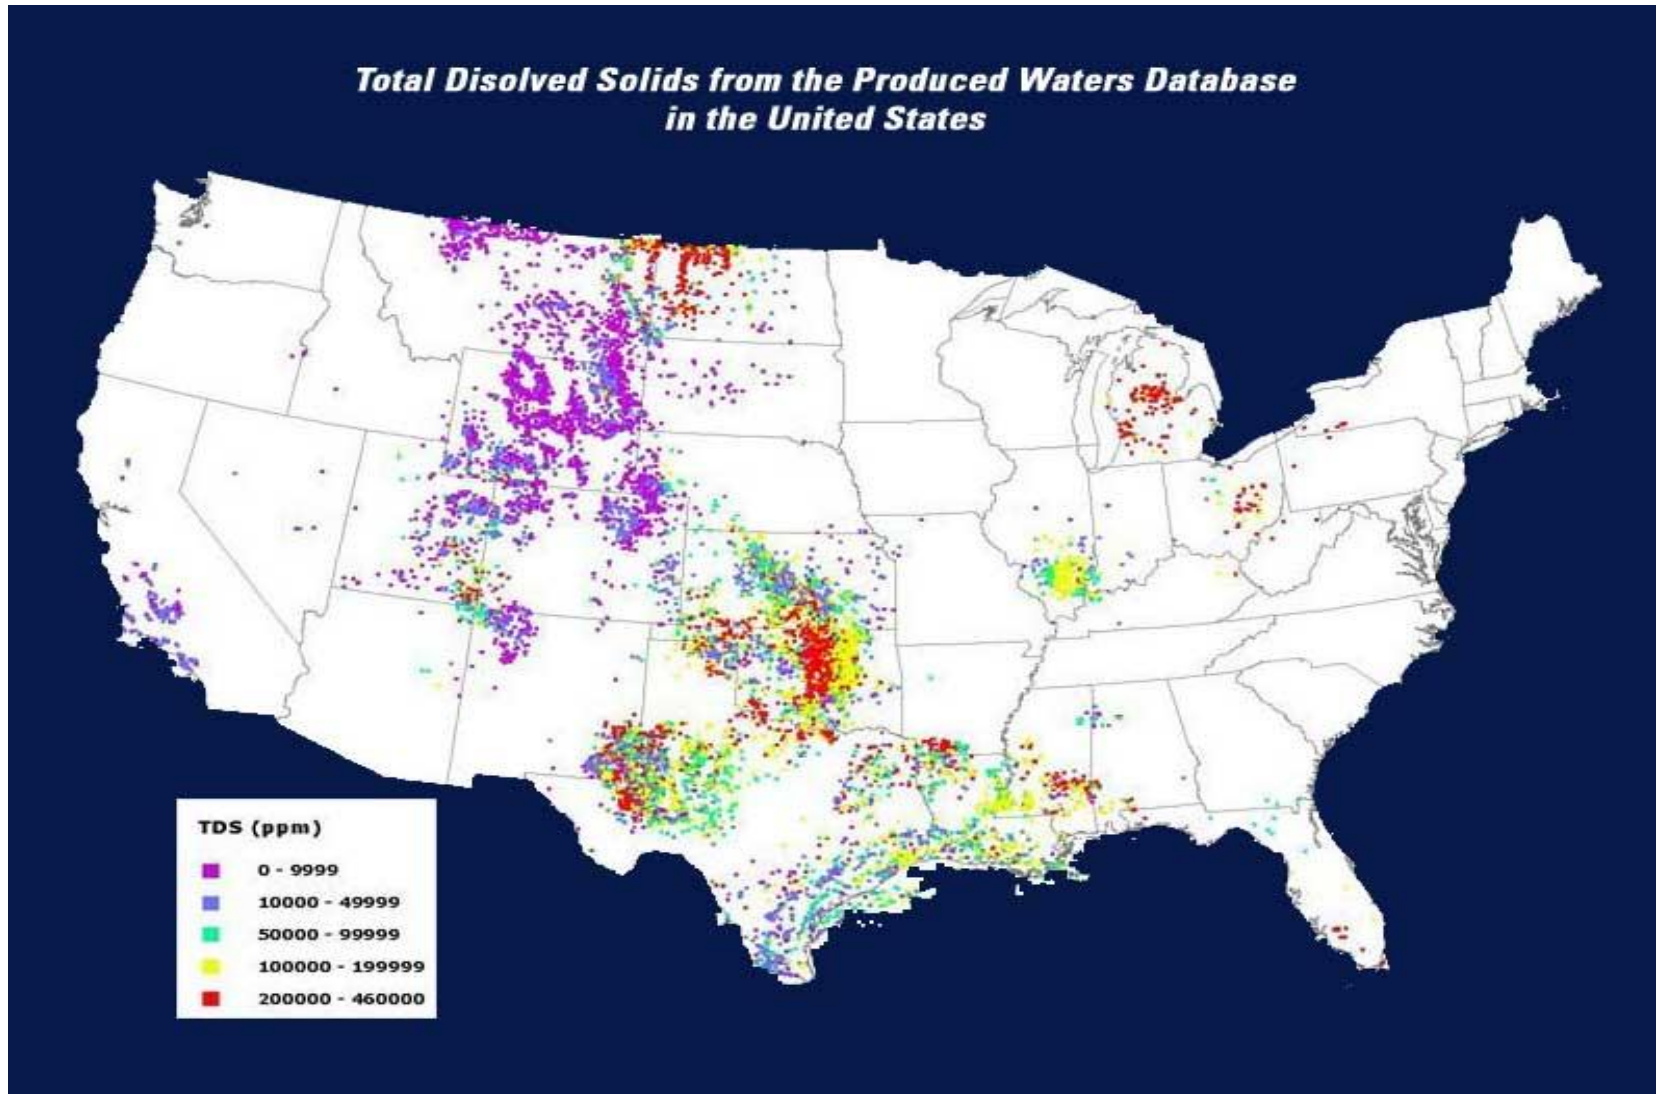 Total Disolved Solids from the Produced Waters Database
in the United States
TDS (ppm)
0 - 9999
10000 - 49999
50000 - 99999
100000 - 199999
200000 - 460000